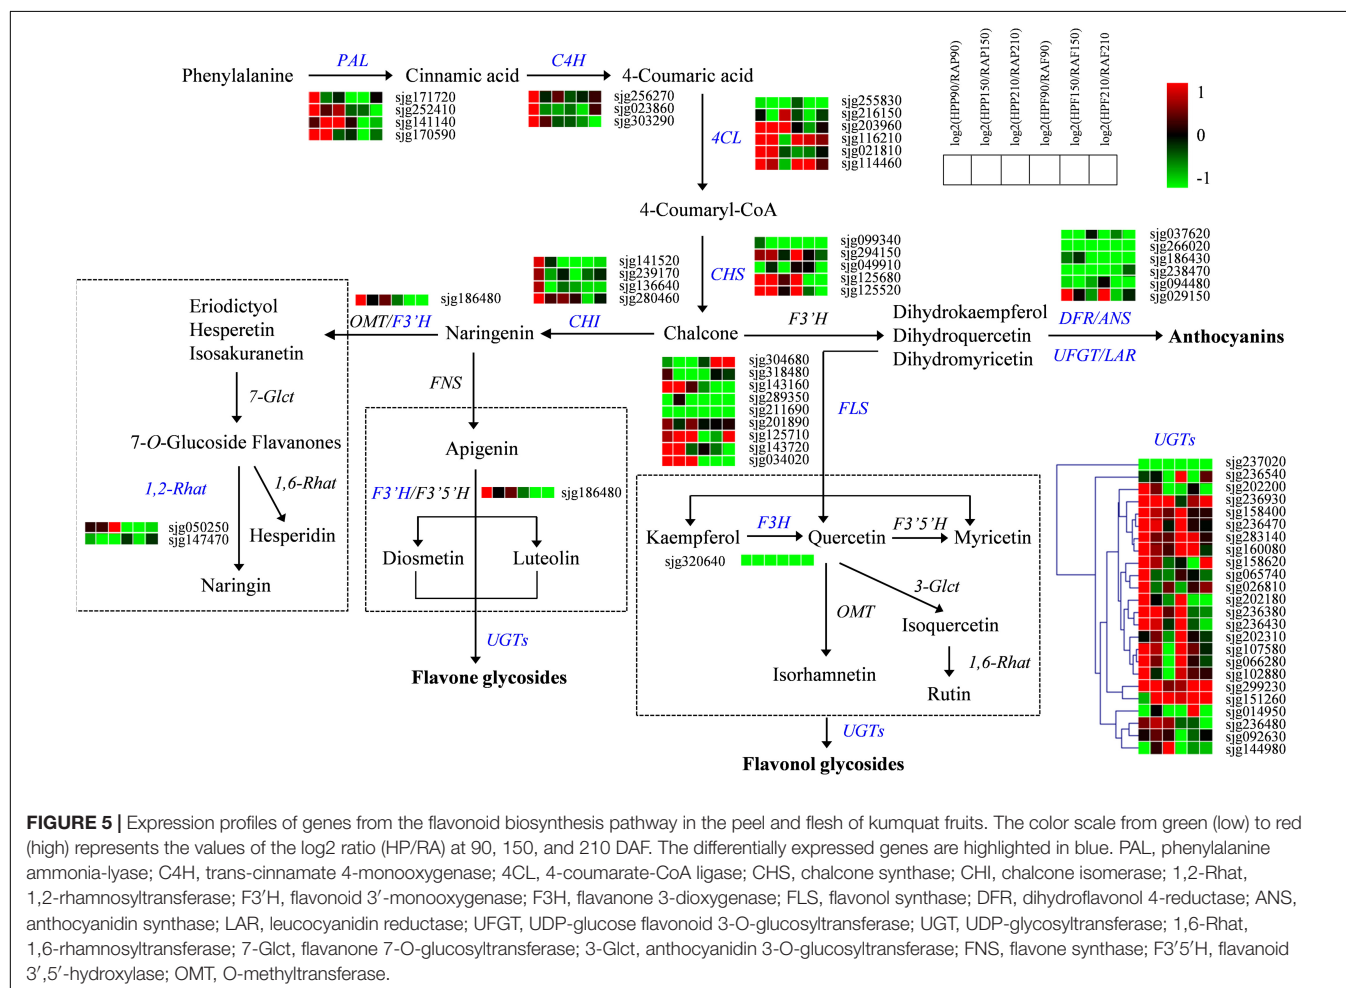 Phenylalanine
PAL
Cinnamic acid
C4H
4-Coumaric acid
sjg171720
sjg252410
sjg141140
sjg170590
sjg256270
sjg023860
sjg303290
4CL
sjg255830
sjg216150
sjg203960
sjg116210
sjg021810
sjg114460
log2(HPP90/RAP90)
log2(HPP150/RAP150)
log2(HPP210/RAP210)
log2(HPF90/RAF90)
log2(HPF150/RAF150)
log2(HPF210/RAF210
1
0
-1
4-Coumaryl-CoA
CHS
sjg099340
sjg294150
sjg049910
sjg125680
sjg125520
sjg141520
sjg239170
sjg136640
sjg280460
sjg037620
sjg266020
sjg186430
sjg238470
sjg094480
sjg029150
Eriodictyol
Hesperetin
Isosakuranetin
sjg186480
OMT/F3'H
Naringenin
CHI
Chalcone
F3'H
Dihydrokaempferol
Dihydroquercetin
Dihydromyricetin
DFR/ANS
UFGT/LAR
Anthocyanins
7-Glct
FNS
sjg304680
sjg318480
sjg143160
sjg289350
sjg211690
sjg201890
sjg125710
sjg143720
sjg034020
FLS
7-O-Glucoside Flavanones
1,2-Rhat
1,6-Rhat
sjg050250
sjg147470
Hesperidin
Naringin
Apigenin
F3'H/F3'5'H
sjg186480
Diosmetin
Luteolin
UGTs
Flavone glycosides
Kaempferol
F3H
Quercetin
F3'5'H
Myricetin
sjg320640
3-Glct
OMT
Isoquercetin
1,6-Rhat
Isorhamnetin
Rutin
UGTs
Flavonol glycosides
UGTs
sjg237020
sjg236540
sjg202200
sjg236930
sjg158400
sjg236470
sjg283140
sjg160080
sjg158620
sjg065740
sjg026810
sjg202180
sjg236380
sjg236430
sjg202310
sjg107580
sjg066280
sjg102880
sjg299230
sjg151260
sjg014950
sjg236480
sjg092630
sjg144980
FIGURE 5 | Expression profiles of genes from the flavonoid biosynthesis pathway in the peel and flesh of kumquat fruits. The color scale from green (low) to red
(high) represents the values of the log2 ratio (HP/RA) at 90, 150, and 210 DAF. The differentially expressed genes are highlighted in blue. PAL, phenylalanine
ammonia-lyase; C4H, trans-cinnamate 4-monooxygenase; 4CL, 4-coumarate-CoA ligase; CHS, chalcone synthase; CHI, chalcone isomerase; 1,2-Rhat,
1,2-rhamnosyltransferase; F3′H, flavonoid 3′-monooxygenase; F3H, flavanone 3-dioxygenase; FLS, flavonol synthase; DFR, dihydroflavonol 4-reductase; ANS,
anthocyanidin synthase; LAR, leucocyanidin reductase; UFGT, UDP-glucose flavonoid 3-O-glucosyltransferase; UGT, UDP-glycosyltransferase; 1,6-Rhat,
1,6-rhamnosyltransferase; 7-Glct, flavanone 7-O-glucosyltransferase; 3-Glct, anthocyanidin 3-O-glucosyltransferase; FNS, flavone synthase; F3′5′H, flavanoid
3′,5′-hydroxylase; OMT, O-methyltransferase.